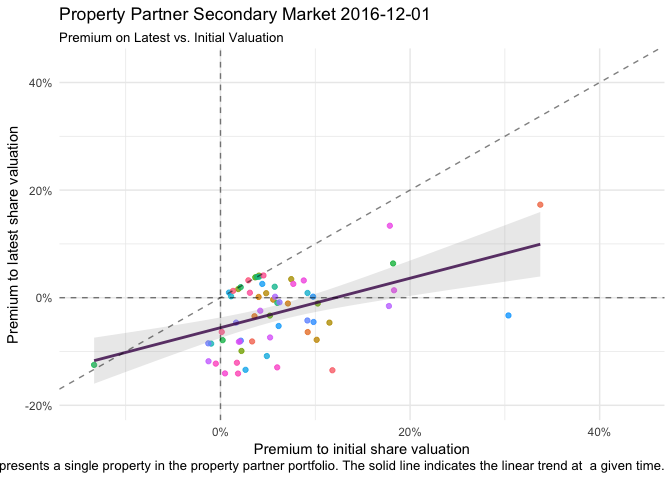 Property Partner Secondary Market 2016-12-01
Premium on Latest vs. Initial Valuation
40%
20%
0%
-20%
Premium to latest share valuation
0%
20%
40%
Premium to initial share valuation
presents a single property in the property partner portfolio. The solid line indicates the linear trend at  a given time.